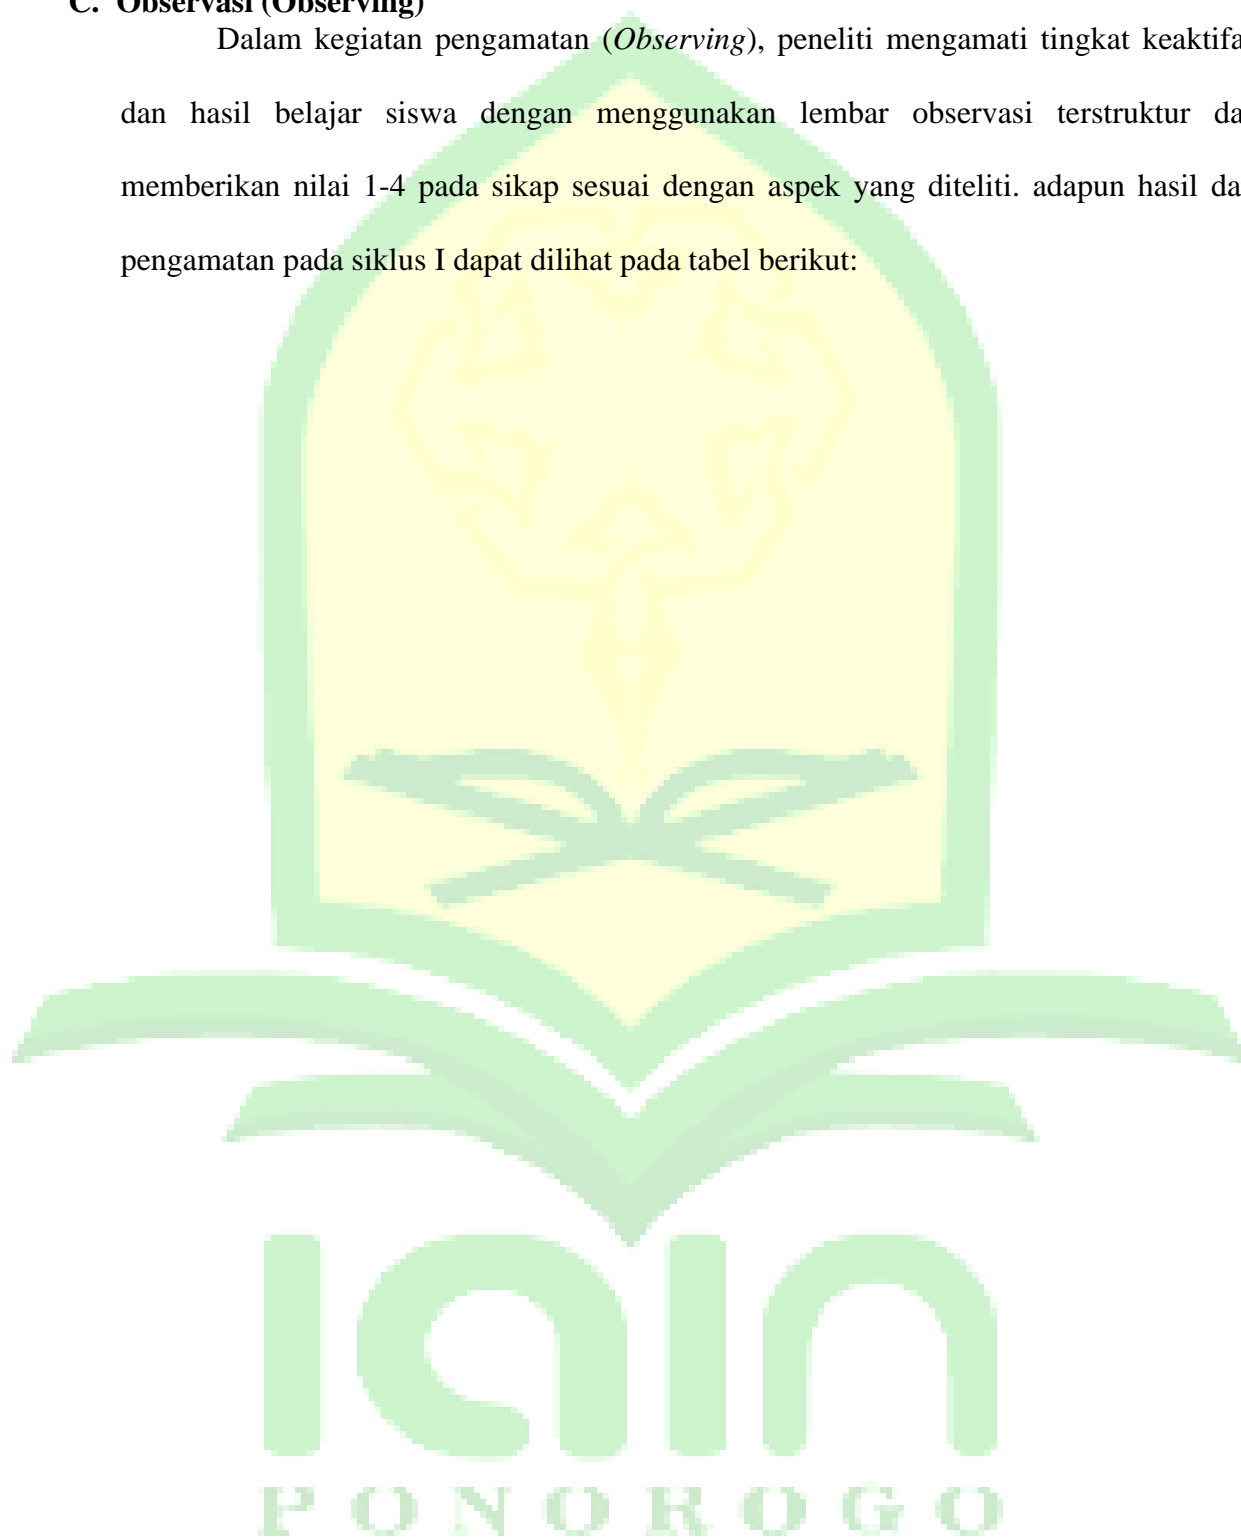 C. Observasi (Observing)
Dalam kegiatan pengamatan (Observing), peneliti mengamati tingkat keaktifa
dan hasil belajar siswa dengan menggunakan lembar observasi terstruktur da
memberikan nilai 1-4 pada sikap sesuai dengan aspek yang diteliti. adapun hasil da
pengamatan pada siklus I dapat dilihat pada tabel berikut:
IAIN
PONOROGO